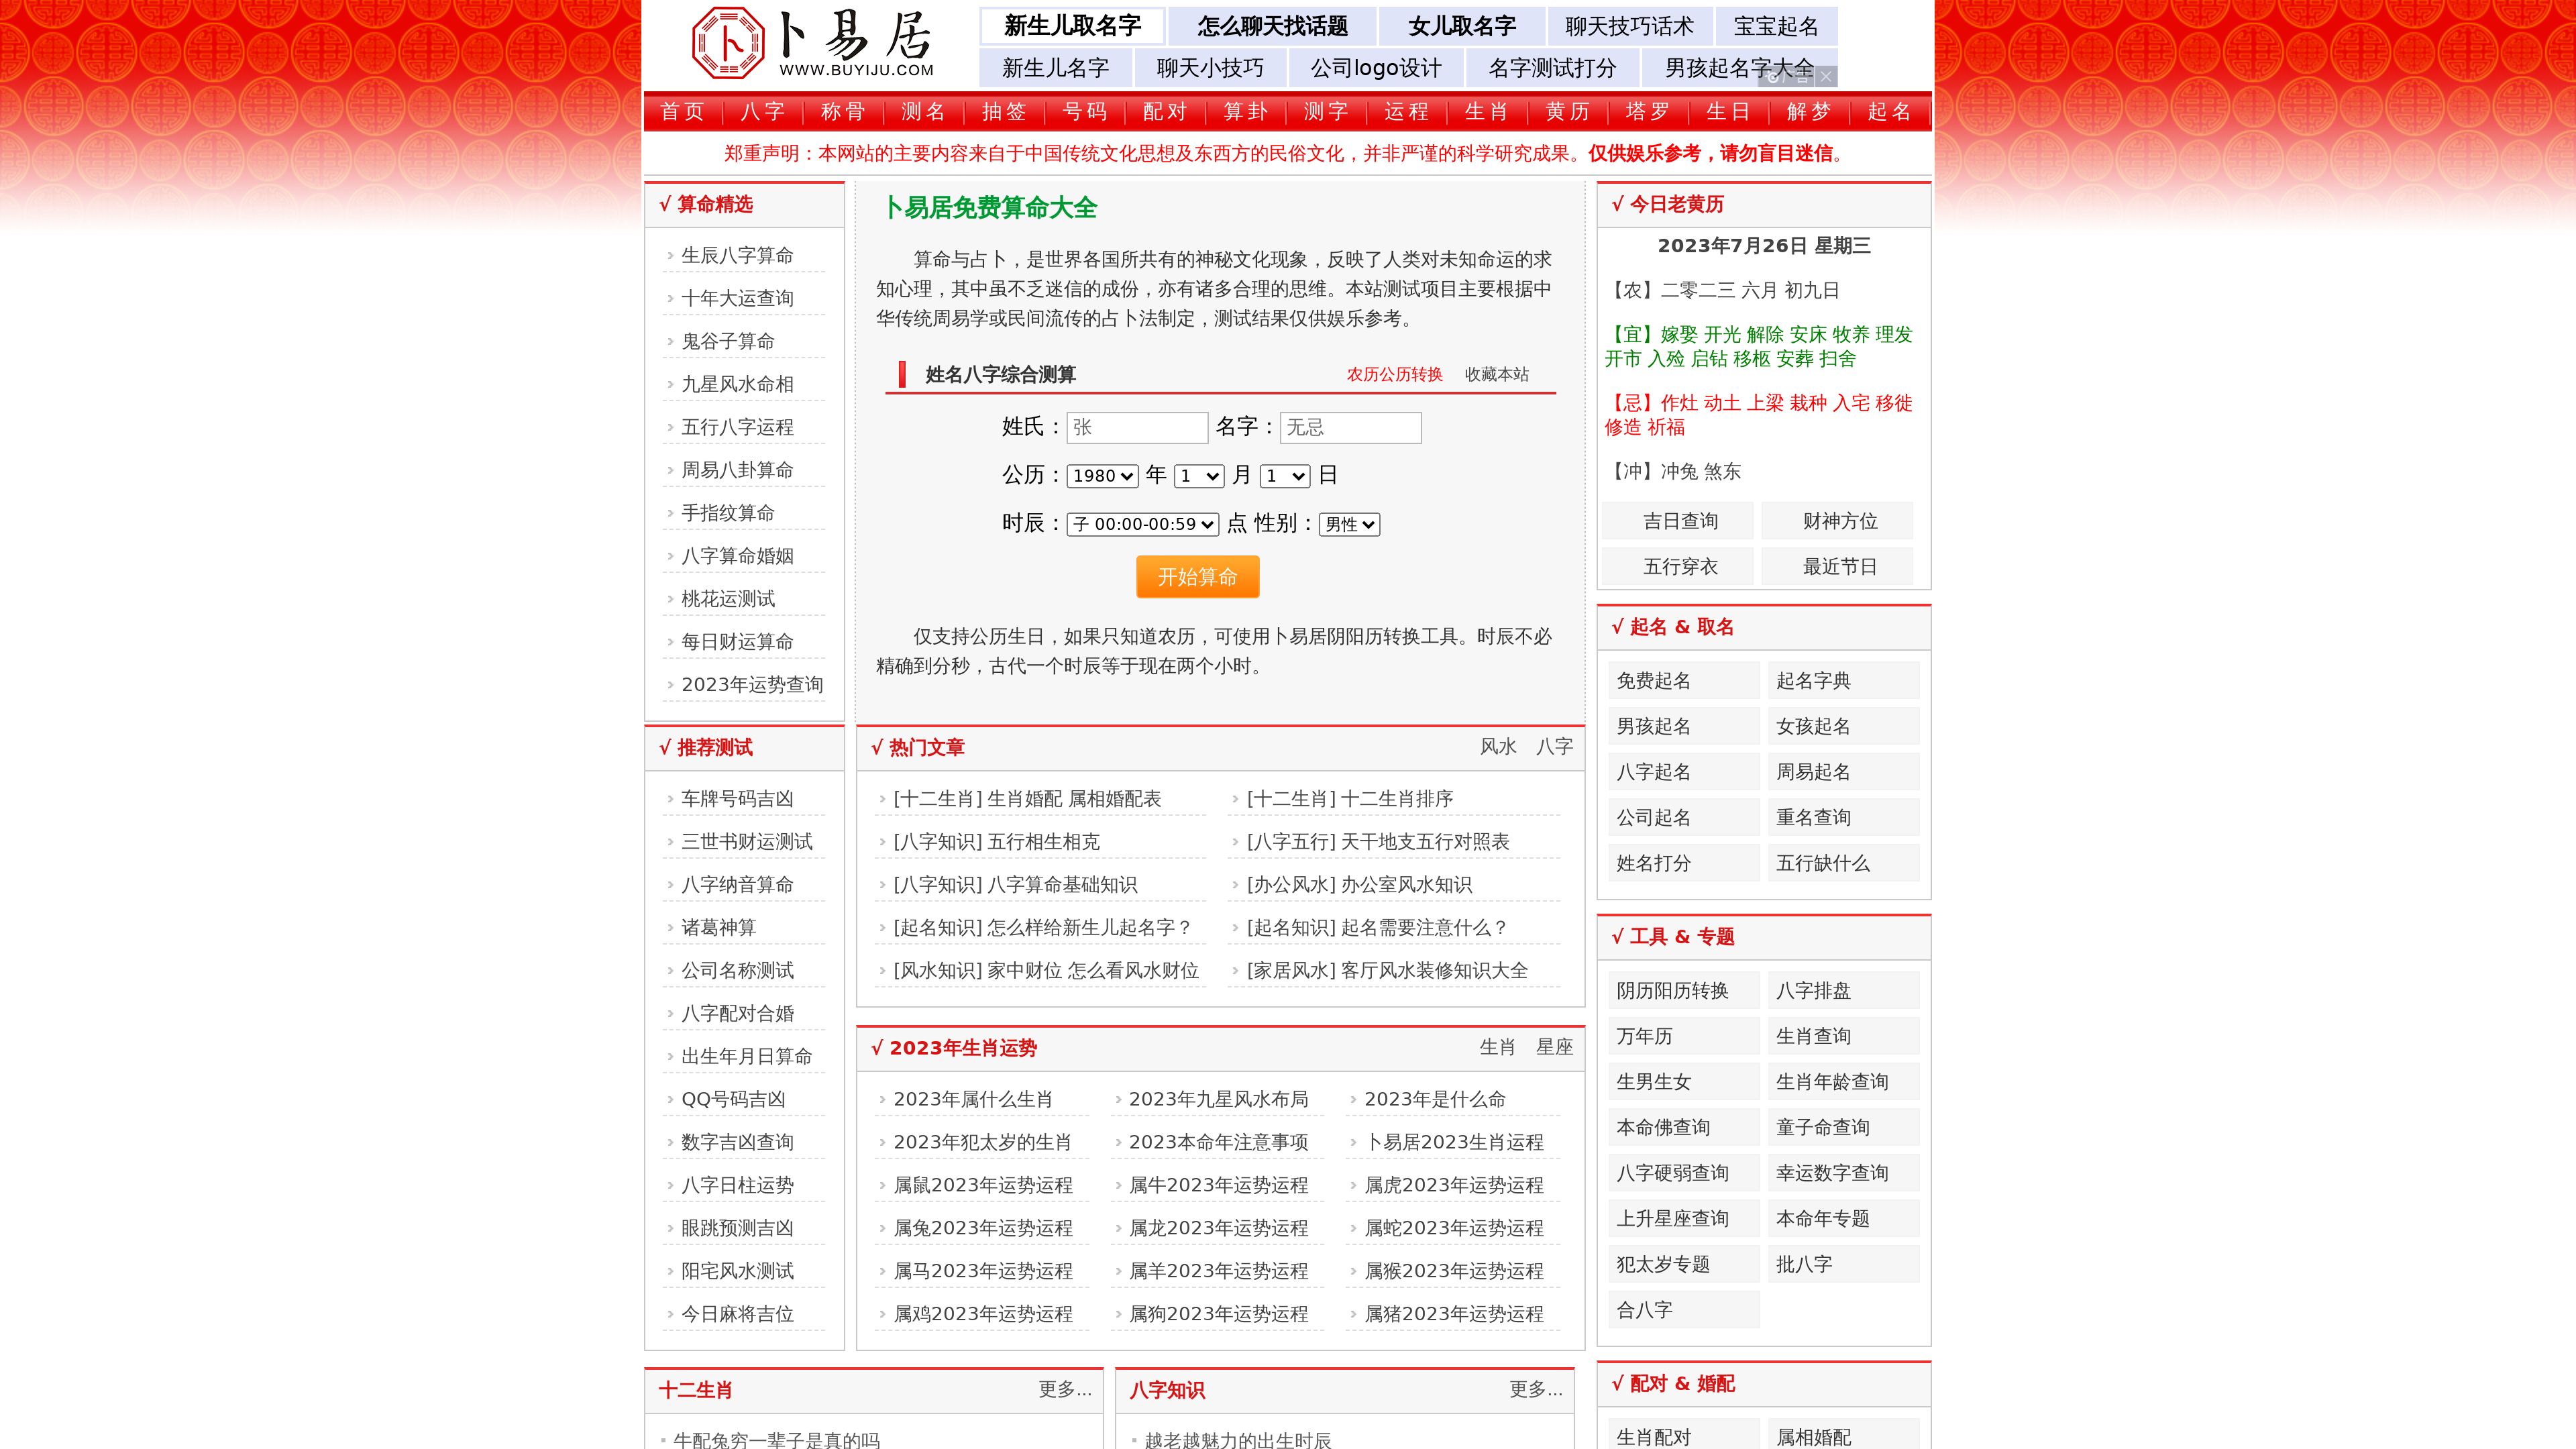 卜易居
WWW.BUYIJU.COM
新生儿取名字 怎么聊天找话题 女儿取名字 聊天技巧话术 宝宝起名
新生儿名字 聊天小技巧 公司logo设计 名字测试打分 男孩起名字大全
首页 八字 称骨 测名 抽签 号码 配对 算卦 测字 运程 生肖 黄历 塔罗 生日 解梦 起名
郑重声明：本网站的主要内容来自于中国传统文化思想及东西方的民俗文化，并非严谨的科学研究成果。仅供娱乐参考，请勿盲目迷信。
√ 算命精选
生辰八字算命
十年大运查询
鬼谷子算命
九星风水命相
五行八字运程
周易八卦算命
手指纹算命
八字算命婚姻
桃花运测试
每日财运算命
2023年运势查询
卜易居免费算命大全
算命与占卜，是世界各国所共有的神秘文化现象，反映了人类对未知命运的求
知心理，其中虽不乏迷信的成份，亦有诸多合理的思维。本站测试项目主要根据中
华传统周易学或民间流传的占卜法制定，测试结果仅供娱乐参考。
姓名八字综合测算 农历公历转换 收藏本站
姓氏：张 名字：无忌
公历：1980 年 1 月 1 日
时辰：子 00:00-00:59 点 性别：男性
开始算命
仅支持公历生日，如果只知道农历，可使用卜易居阴阳历转换工具。时辰不必
精确到分秒，古代一个时辰等于现在两个小时。
√ 今日老黄历
2023年7月26日 星期三
【农】二零二三 六月 初九日
【宜】嫁娶 开光 解除 安床 牧养 理发
开市 入殓 启钻 移柩 安葬 扫舍
【忌】作灶 动土 上梁 栽种 入宅 移徙
修造 祈福
【冲】冲兔 煞东
吉日查询 财神方位
五行穿衣 最近节日
√ 起名 & 取名
免费起名 起名字典
男孩起名 女孩起名
八字起名 周易起名
公司起名 重名查询
姓名打分 五行缺什么
√ 推荐测试
车牌号码吉凶
三世书财运测试
八字纳音算命
诸葛神算
公司名称测试
八字配对合婚
出生年月日算命
QQ号码吉凶
数字吉凶查询
八字日柱运势
眼跳预测吉凶
阳宅风水测试
今日麻将吉位
√ 热门文章 风水 八字
[十二生肖] 生肖婚配 属相婚配表 [十二生肖] 十二生肖排序
[八字知识] 五行相生相克 [八字五行] 天干地支五行对照表
[八字知识] 八字算命基础知识 [办公风水] 办公室风水知识
[起名知识] 怎么样给新生儿起名字？ [起名知识] 起名需要注意什么？
[风水知识] 家中财位 怎么看风水财位 [家居风水] 客厅风水装修知识大全
√ 2023年生肖运势 生肖 星座
2023年属什么生肖 2023年九星风水布局 2023年是什么命
2023年犯太岁的生肖 2023本命年注意事项 卜易居2023生肖运程
属鼠2023年运势运程 属牛2023年运势运程 属虎2023年运势运程
属兔2023年运势运程 属龙2023年运势运程 属蛇2023年运势运程
属马2023年运势运程 属羊2023年运势运程 属猴2023年运势运程
属鸡2023年运势运程 属狗2023年运势运程 属猪2023年运势运程
√ 工具 & 专题
阴历阳历转换 八字排盘
万年历 生肖查询
生男生女 生肖年龄查询
本命佛查询 童子命查询
八字硬弱查询 幸运数字查询
上升星座查询 本命年专题
犯太岁专题 批八字
合八字
十二生肖 更多...
牛配兔穷一辈子是真的吗
八字知识 更多...
越老越魅力的出生时辰
√ 配对 & 婚配
生肖配对 属相婚配